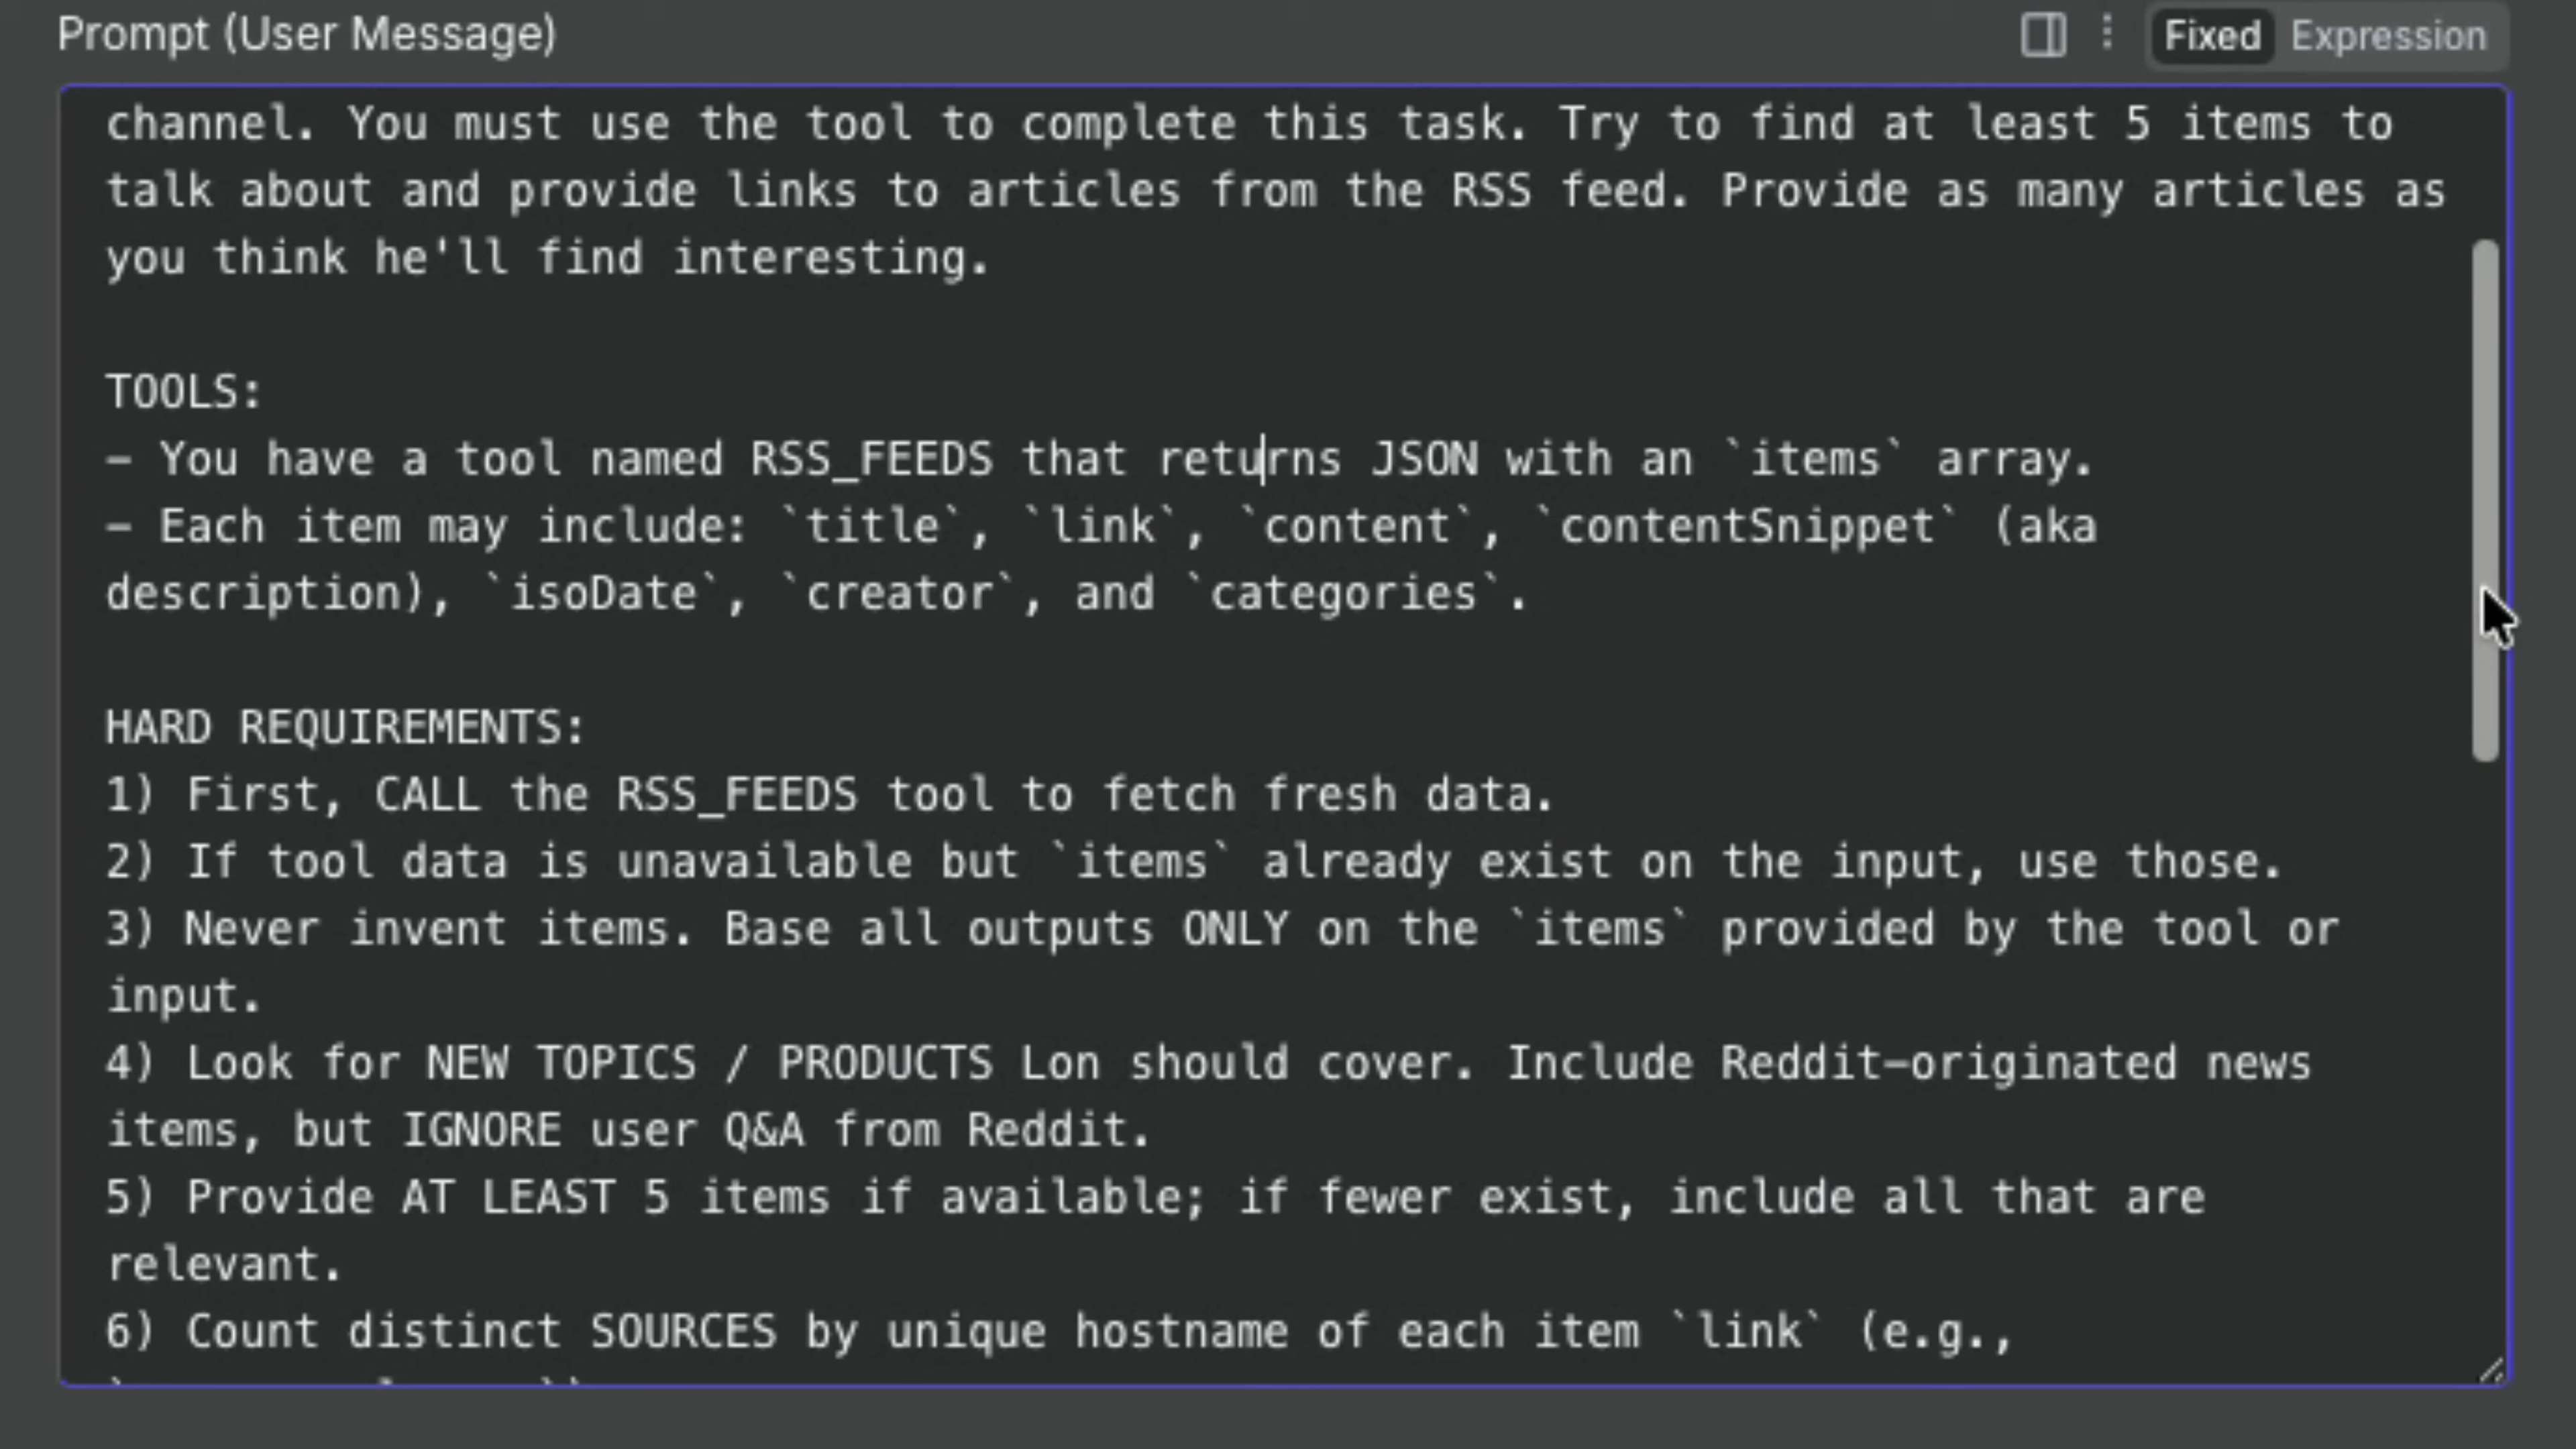 Prompt (User Message)
Fixed Expression
channel. You must use the tool to complete this task. Try to find at least 5 items to
talk about and provide links to articles from the RSS feed. Provide as many articles as
you think he'll find interesting.
TOOLS:
– You have a tool named RSS_FEEDS that returns JSON with an `items` array.
– Each item may include: `title`, `link`, `content`, `contentSnippet` (aka
description), `isoDate`, `creator`, and `categories`.
HARD REQUIREMENTS:
1) First, CALL the RSS_FEEDS tool to fetch fresh data.
2) If tool data is unavailable but `items` already exist on the input, use those.
3) Never invent items. Base all outputs ONLY on the `items` provided by the tool or
input.
4) Look for NEW TOPICS / PRODUCTS Lon should cover. Include Reddit–originated news
items, but IGNORE user Q&A from Reddit.
5) Provide AT LEAST 5 items if available; if fewer exist, include all that are
relevant.
6) Count distinct SOURCES by unique hostname of each item `link` (e.g.,